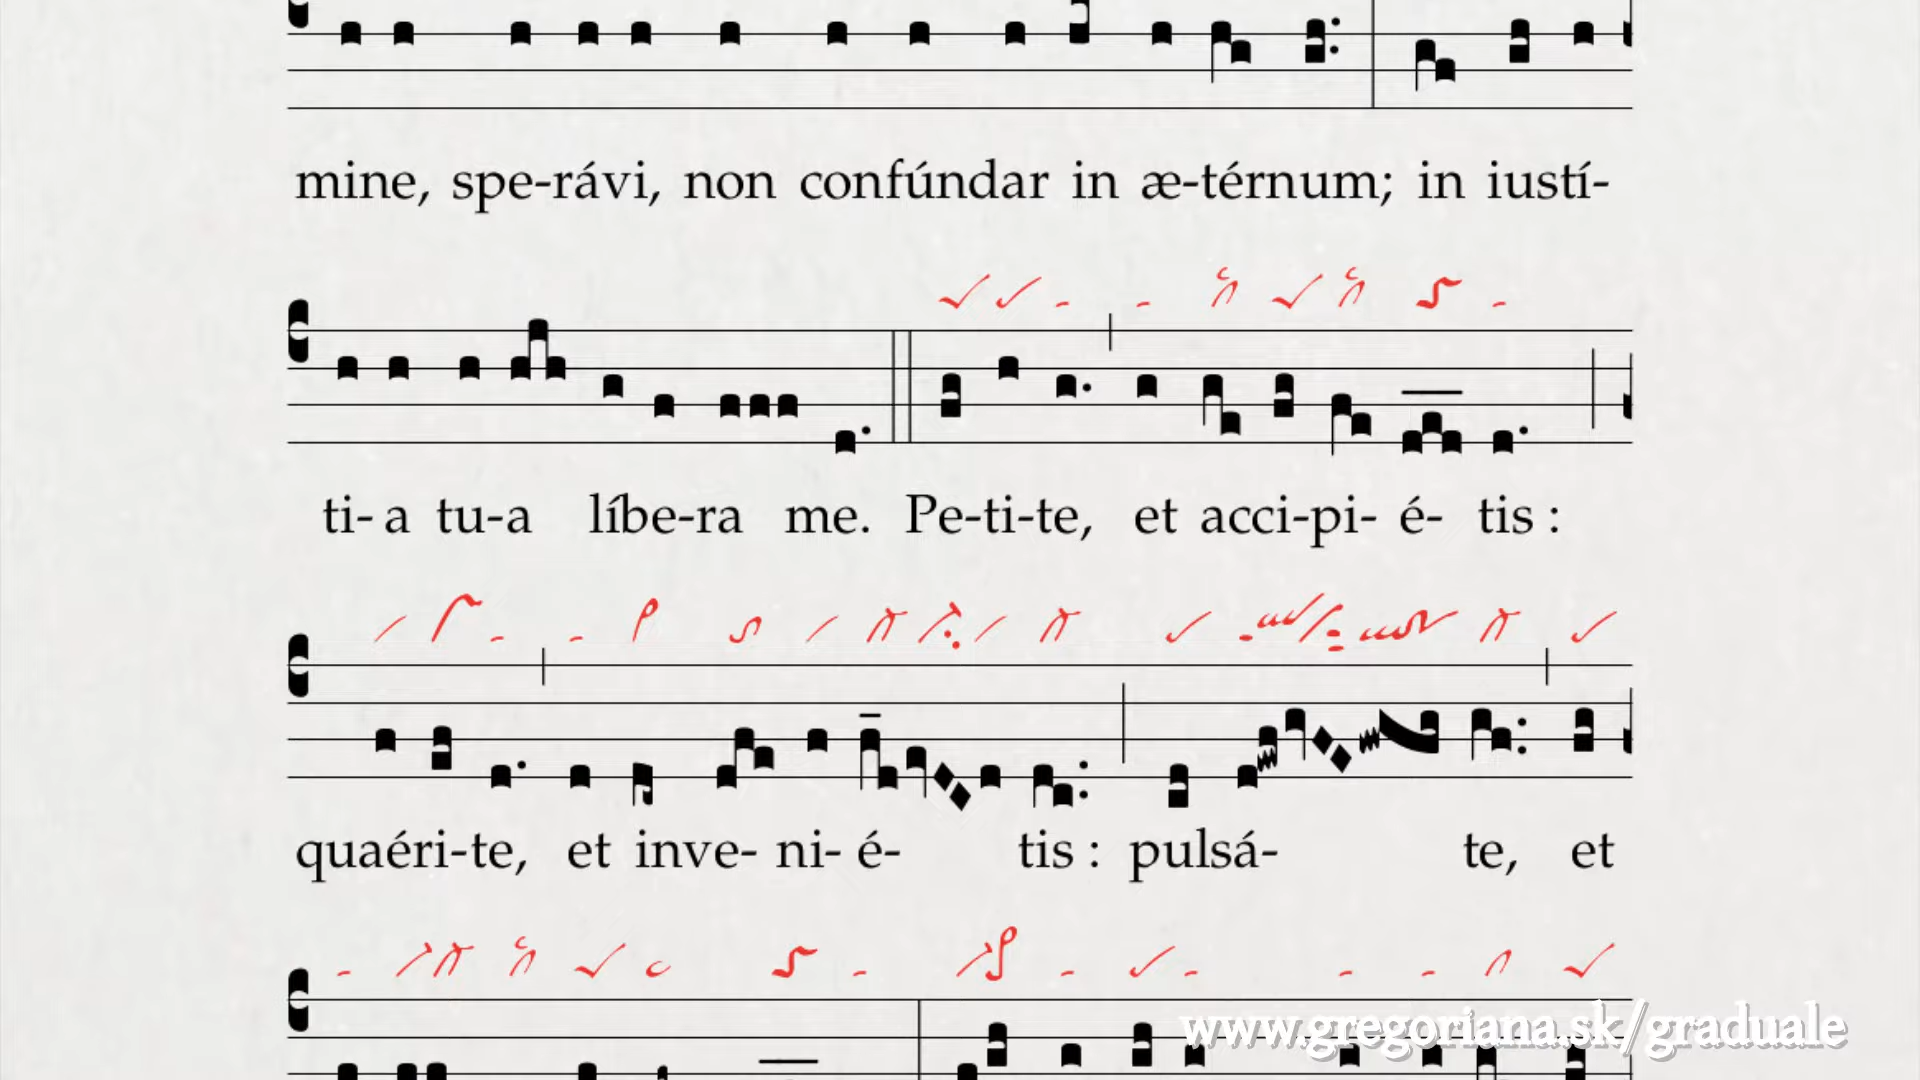 mine, spe-rávi, non confúndar in æ-térnum; in iustí-
ti- a tu-a líbe-ra me. Pe-ti-te, et acci-pi- é- tis :
quaéri-te, et inve- ni- é- tis : pulsá- te, et
www.gregoriana.sk/graduale